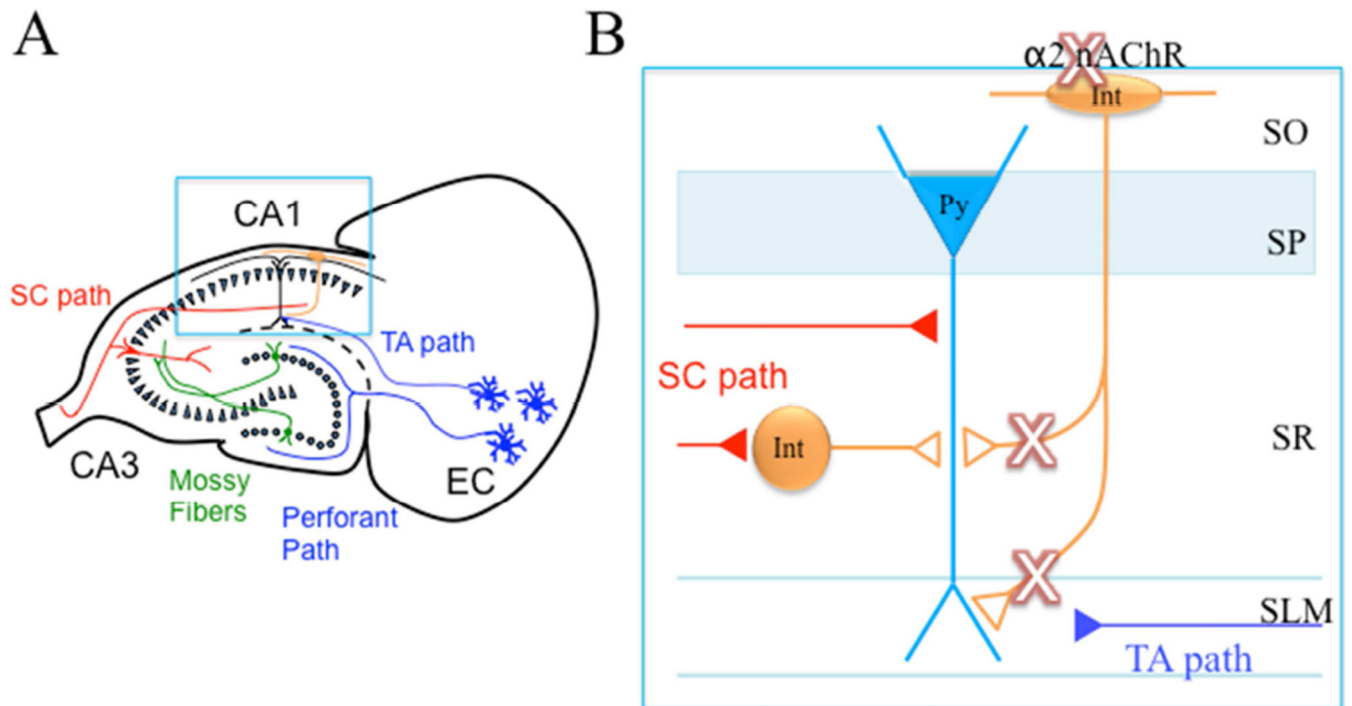 A
CA1
SC path
TA path
CA3
Mossy
Fibers
Perforant
Path
EC
B
α2 nAChR
Int
SO
Py
SP
SC path
Int
SR
SLM
TA path